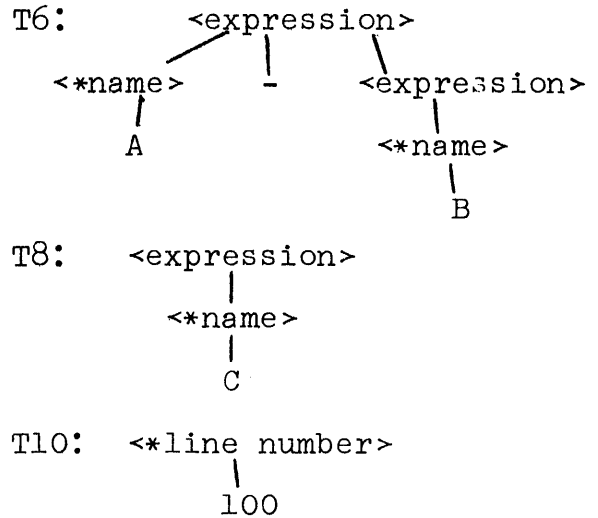 T6: <expression>
<*name> - <expression>
A <*name>
B
T8: <expression>
<*name>
C
T10: <*line number>
100